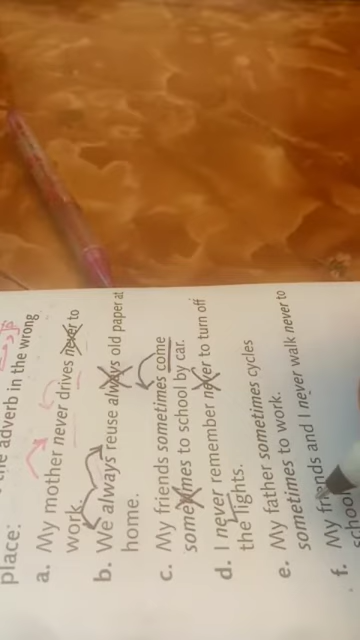 the adverb in the wrong
place:
a. My mother never drives never to
work.
b. We always reuse always old paper at
home.
c. My friends sometimes come
sometimes to school by car.
d. I never remember never to turn off
the lights.
e. My father sometimes cycles
sometimes to work.
f. My friends and I never walk never to
school